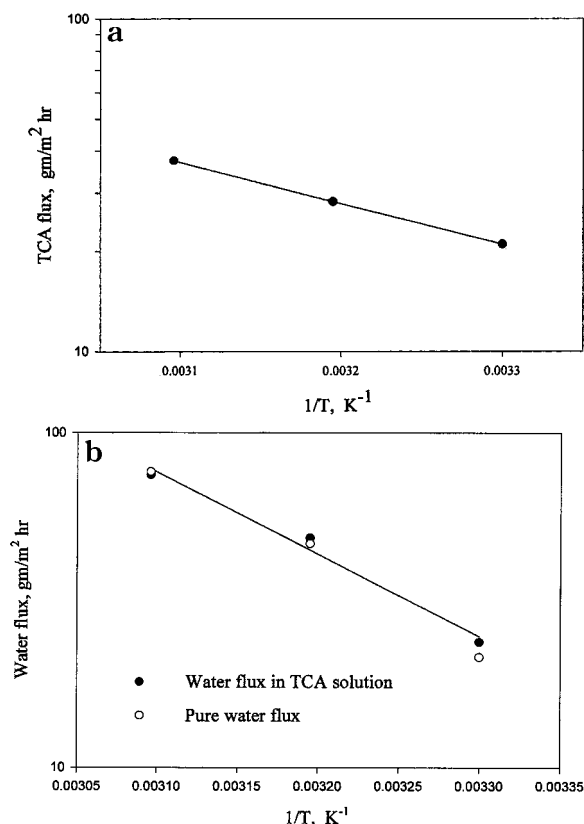 a
100
TCA flux, gm/m² hr
10
0.0031 0.0032 0.0033
1/T, K⁻¹
b
100
Water flux, gm/m² hr
Water flux in TCA solution
Pure water flux
10
0.00305 0.00310 0.00315 0.00320 0.00325 0.00330 0.00335
1/T, K⁻¹